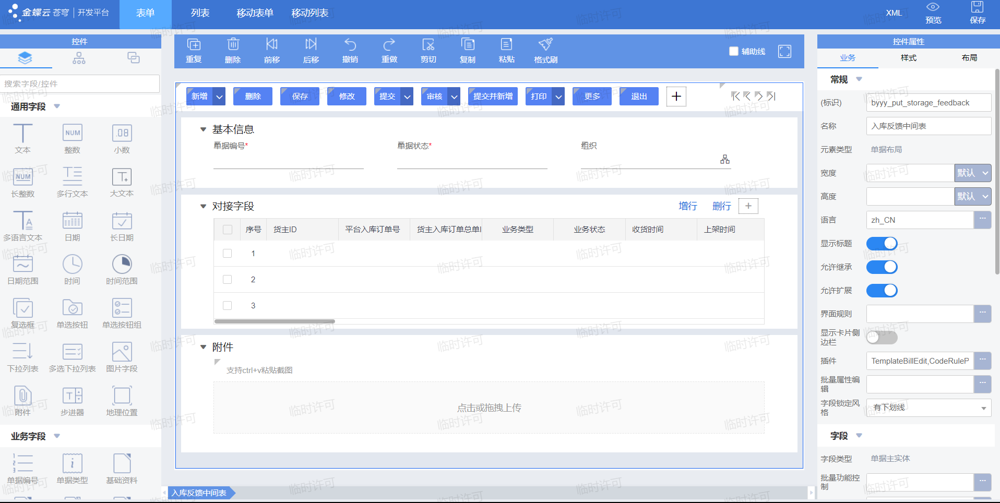 金蝶云 苍穹 开发平台
表单 列表 移动表单 移动列表
XML 预览 保存
控件
搜索字段/控件
通用字段
文本 整数 小数
NUM .08
长整数 多行文本 大文本
NUM
多语言文本 日期 长日期
日期范围 时间 时间范围
复选框 单选按钮 单选按钮组
下拉列表 多选下拉列表 图片字段
附件 步进器 地理位置
业务字段
单据编号 单据类型 基础资料
重复 删除 前移 后移 撤销 重做 剪切 复制 粘贴 格式刷
辅助线
新增 删除 保存 修改 提交 审核 提交并新增 打印 更多 退出
基本信息
单据编号* 单据状态* 组织
对接字段
增行 删行 +
序号 货主ID 平台入库订单号 货主入库订单总单I 业务类型 业务状态 收货时间 上架时间
1
2
3
附件
支持ctrl+v粘贴截图
点击或拖拽上传
入库反馈中间表
控件属性
业务 样式 布局
常规
(标识) byyy_put_storage_feedback
名称 入库反馈中间表
元素类型 单据布局
宽度 默认
高度 默认
语言 zh_CN ...
显示标题
允许继承
允许扩展
界面规则 ...
显示卡片侧
边栏
插件 TemplateBillEdit,CodeRuleP ...
批量属性编
辑 ...
字段锁定风
格 有下划线
字段
字段类型 单据主实体
批量功能控
制 ...
临时许可